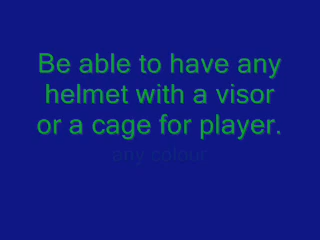 Be able to have any
helmet with a visor
or a cage for player.
any colour